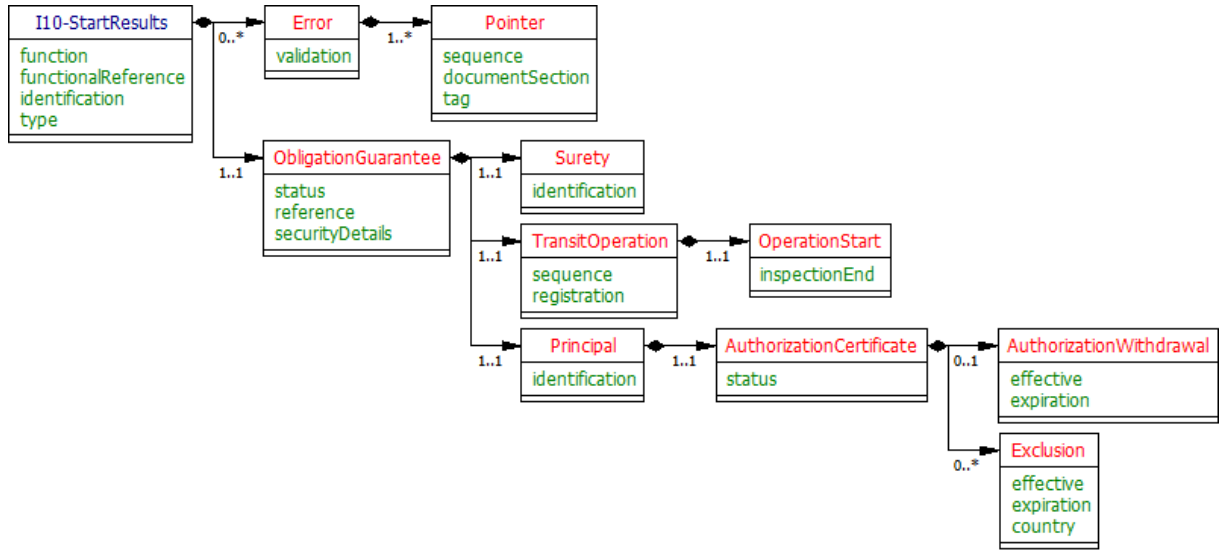 I10-StartResults
function
functionalReference
identification
type
0..*
Error
validation
1..*
Pointer
sequence
documentSection
tag
1..1
ObligationGuarantee
status
reference
securityDetails
1..1
Surety
identification
1..1
TransitOperation
sequence
registration
1..1
OperationStart
inspectionEnd
1..1
Principal
identification
1..1
AuthorizationCertificate
status
0..1
AuthorizationWithdrawal
effective
expiration
0..*
Exclusion
effective
expiration
country